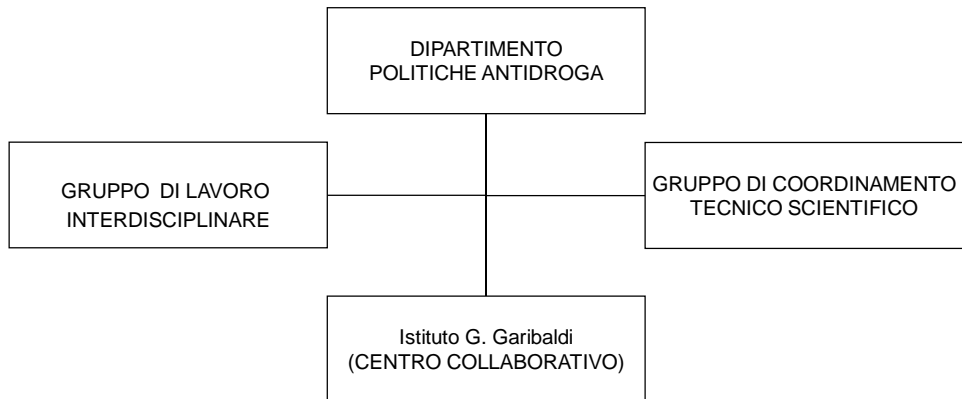 DIPARTIMENTO
POLITICHE ANTIDROGA
GRUPPO DI LAVORO
INTERDISCIPLINARE
GRUPPO DI COORDINAMENTO
TECNICO SCIENTIFICO
Istituto G. Garibaldi
(CENTRO COLLABORATIVO)